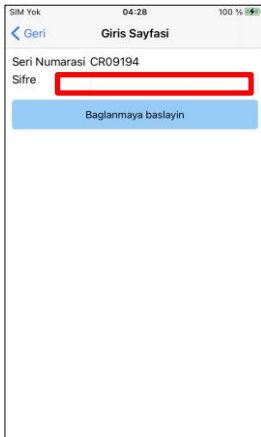 SIM Yok 04:28 100 %
Geri Giris Sayfasi
Seri Numarasi CR09194
Sifre
Baglanmaya baslayin